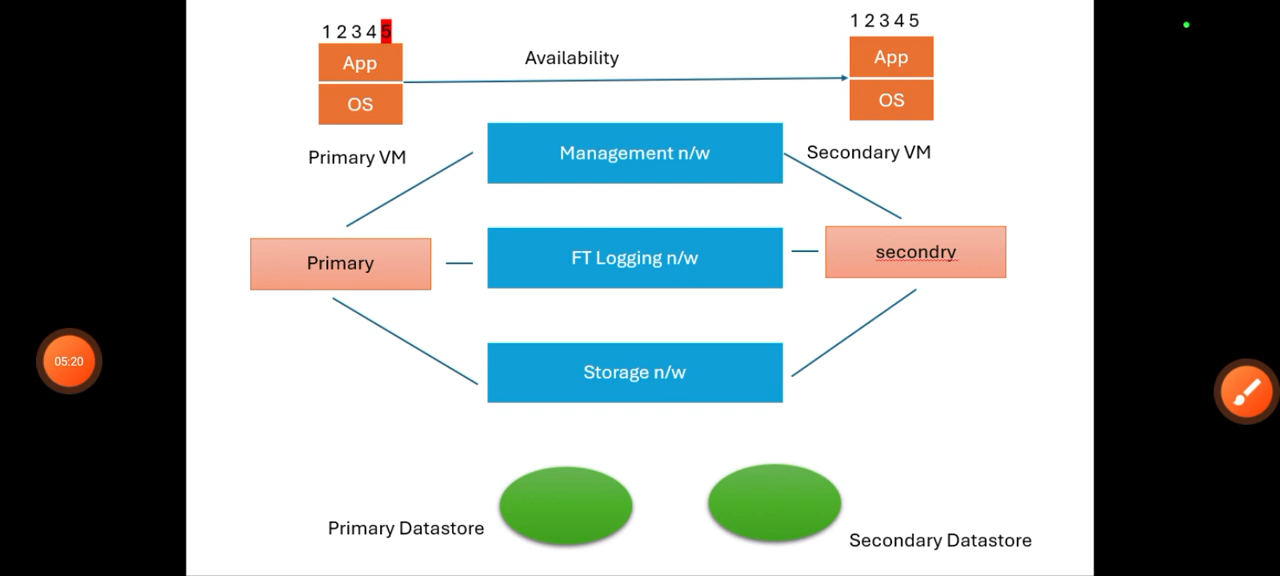 1 2 3 4 5
1 2 3 4 5
App
Availability
App
OS
OS
Management n/w
Primary VM
Secondary VM
Primary
FT Logging n/w
secondry
05:20
Storage n/w
Primary Datastore
Secondary Datastore